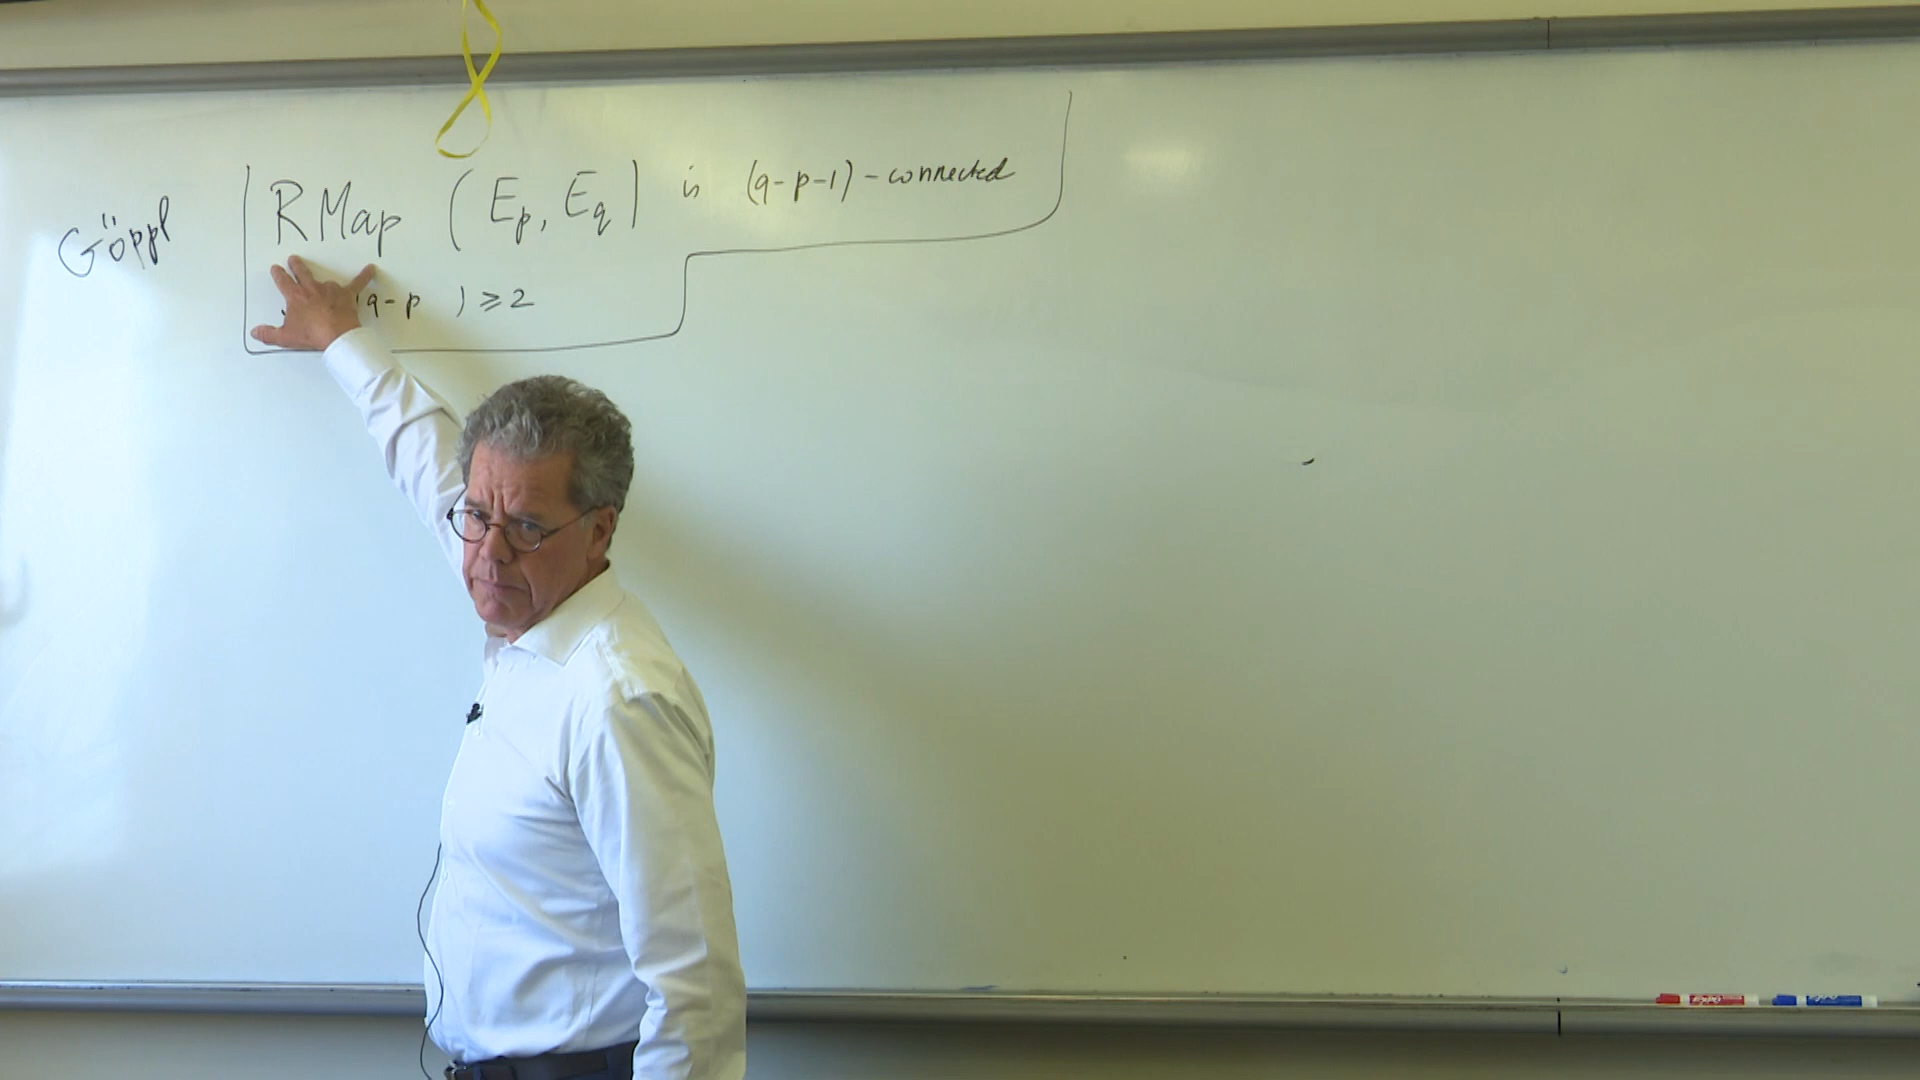 Göppl RMap (Ep, Eq) is (q-p-1)-connected
(q-p ) ≥ 2